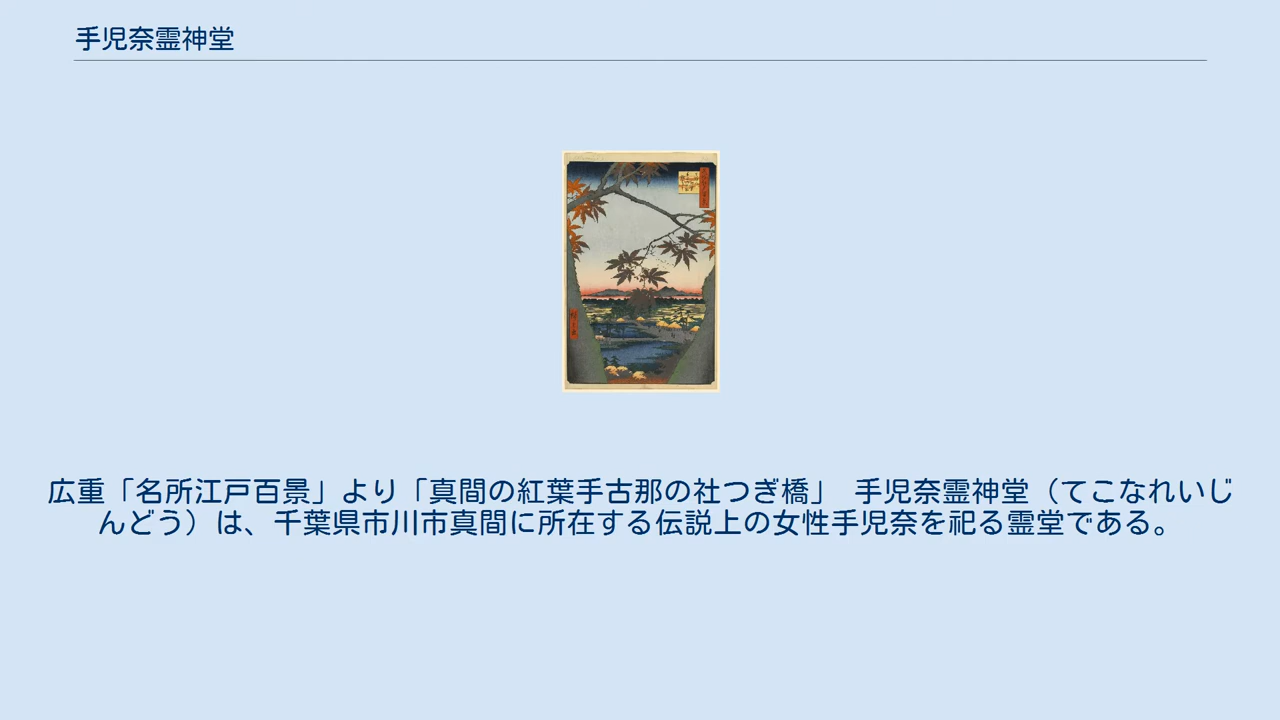 手児奈霊神堂
広重「名所江戸百景」より「真間の紅葉手古那の社つぎ橋」 手児奈霊神堂（てこなれいじ
んどう）は、千葉県市川市真間に所在する伝説上の女性手児奈を祀る霊堂である。